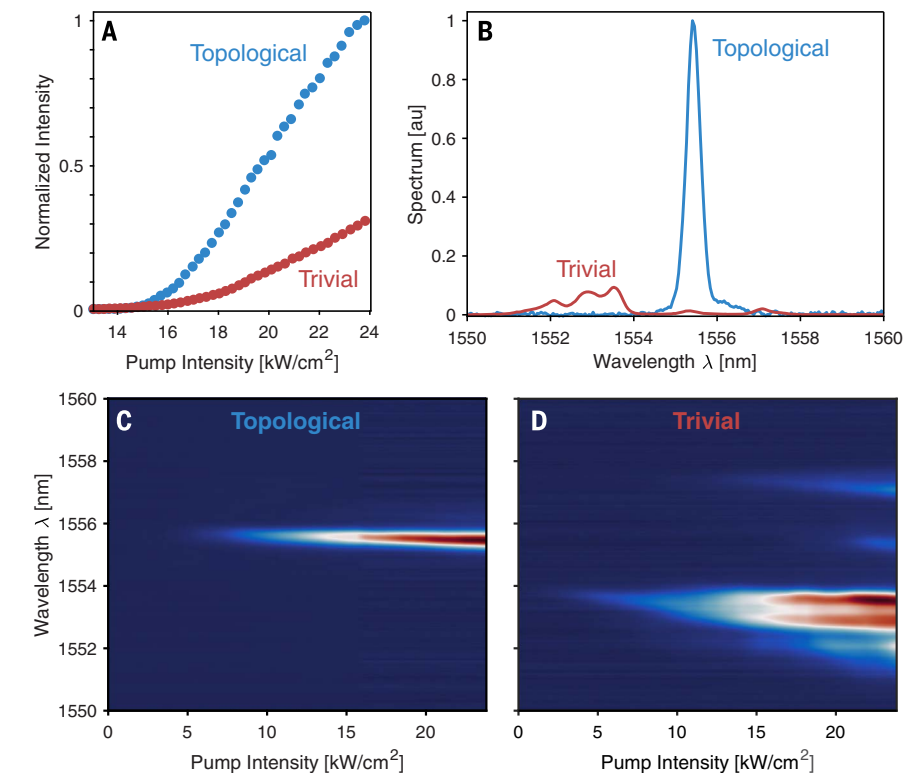 A
Topological
Trivial
1
0.5
0
14 16 18 20 22 24
Normalized Intensity
Pump Intensity [kW/cm2]
B
Topological
Trivial
1
0.8
0.6
0.4
0.2
0
1550 1552 1554 1556 1558 1560
Spectrum [au]
Wavelength λ [nm]
C
Topological
1560
1558
1556
1554
1552
1550
0 5 10 15 20
Wavelength λ [nm]
Pump Intensity [kW/cm2]
D
Trivial
0 5 10 15 20
Pump Intensity [kW/cm2]